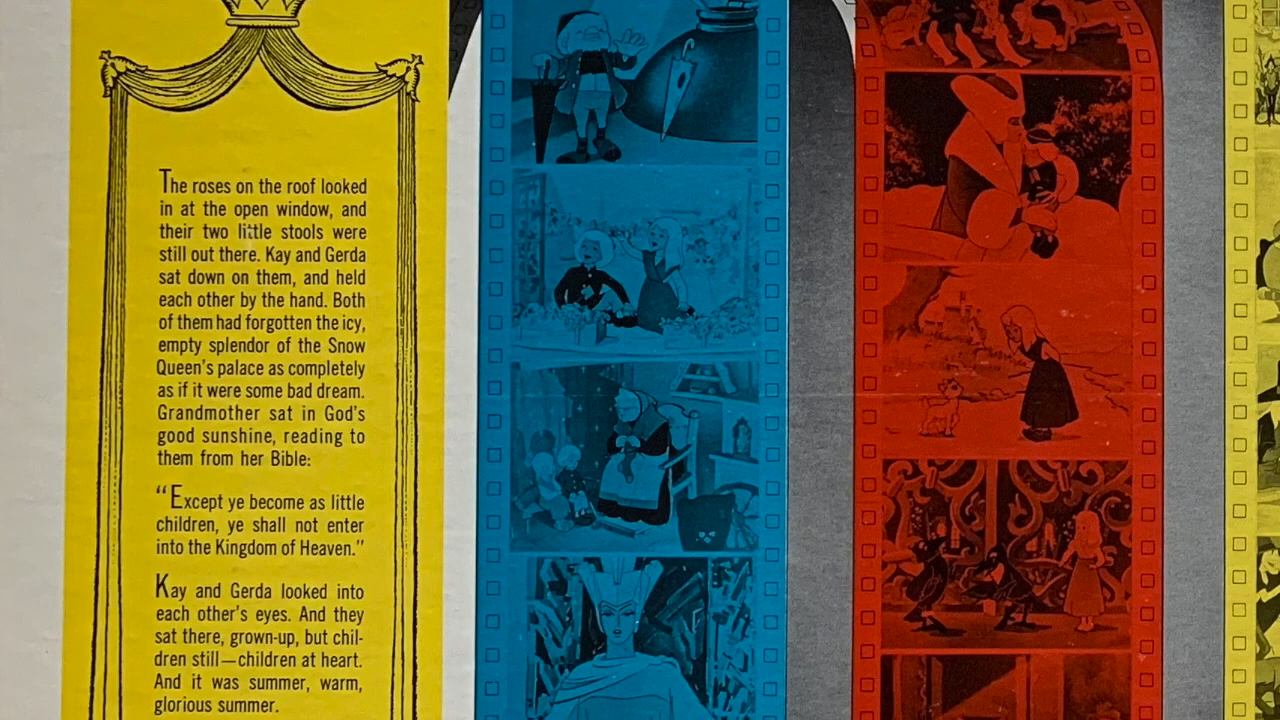 The roses on the roof looked
in at the open window, and
their two little stools were
still out there. Kay and Gerda
sat down on them, and held
each other by the hand. Both
of them had forgotten the icy,
empty splendor of the Snow
Queen's palace as completely
as if it were some bad dream.
Grandmother sat in God's
good sunshine, reading to
them from her Bible:
"Except ye become as little
children, ye shall not enter
into the Kingdom of Heaven."
Kay and Gerda looked into
each other's eyes. And they
sat there, grown-up, but chil-
dren still—children at heart.
And it was summer, warm,
glorious summer.